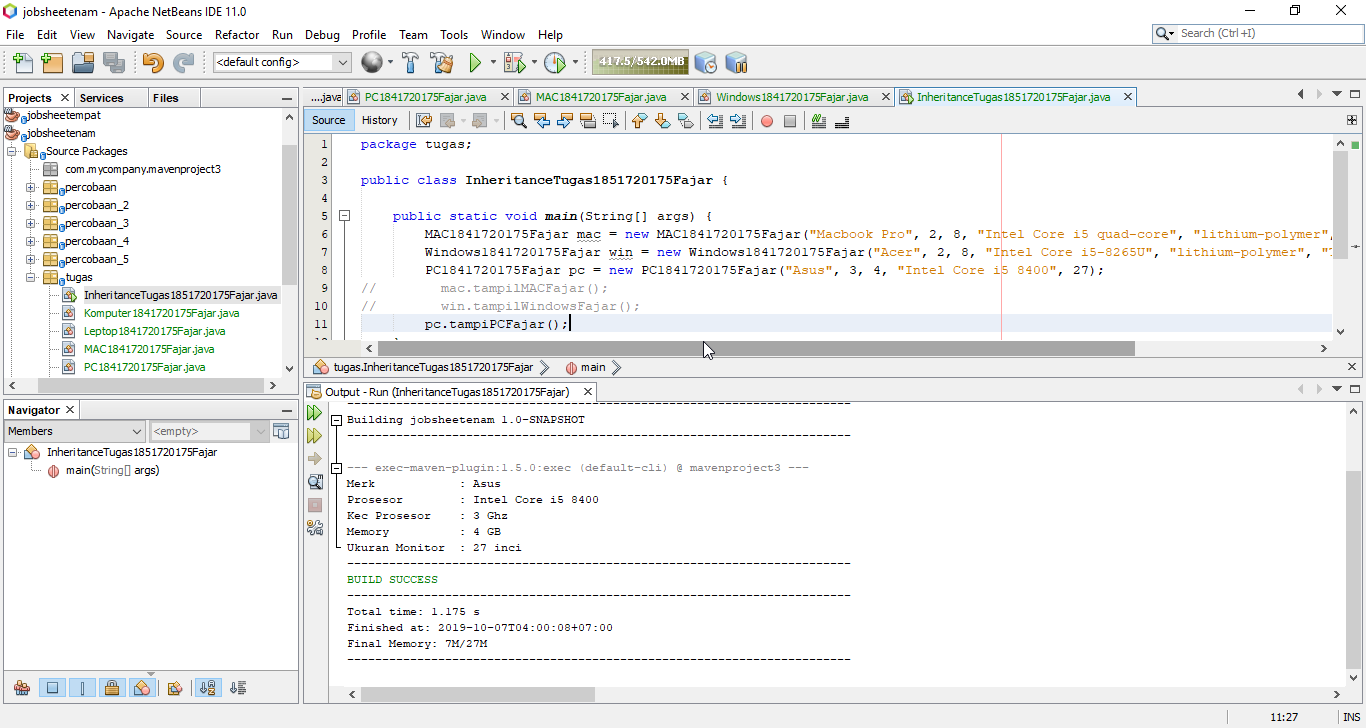 jobsheetenam - Apache NetBeans IDE 11.0
File Edit View Navigate Source Refactor Run Debug Profile Team Tools Window Help
Search (Ctrl+I)
<default config>
417.5/542.0MB
Projects Services Files
...java PC1841720175Fajar.java MAC1841720175Fajar.java Windows1841720175Fajar.java InheritanceTugas1851720175Fajar.java
Source History
jobsheetempat
jobsheetenam
Source Packages
com.mycompany.mavenproject3
percobaan
percobaan_2
percobaan_3
percobaan_4
percobaan_5
tugas
InheritanceTugas1851720175Fajar.java
Komputer1841720175Fajar.java
Leptop1841720175Fajar.java
MAC1841720175Fajar.java
PC1841720175Fajar.java
1 package tugas;
2
3 public class InheritanceTugas1851720175Fajar {
4
5 public static void main(String[] args) {
6 MAC1841720175Fajar mac = new MAC1841720175Fajar("Macbook Pro", 2, 8, "Intel Core i5 quad-core", "lithium-polymer",
7 Windows1841720175Fajar win = new Windows1841720175Fajar("Acer", 2, 8, "Intel Core i5-8265U", "lithium-polymer", "
8 PC1841720175Fajar pc = new PC1841720175Fajar("Asus", 3, 4, "Intel Core i5 8400", 27);
9 // mac.tampilMACFajar();
10 // win.tampilWindowsFajar();
11 pc.tampiPCFajar();
tugas.InheritanceTugas1851720175Fajar main
Navigator
Members <empty>
InheritanceTugas1851720175Fajar
main(String[] args)
Output - Run (InheritanceTugas1851720175Fajar)
------------------------------------------------------------------------
Building jobsheetenam 1.0-SNAPSHOT
------------------------------------------------------------------------
--- exec-maven-plugin:1.5.0:exec (default-cli) @ mavenproject3 ---
Merk : Asus
Prosesor : Intel Core i5 8400
Kec Prosesor : 3 Ghz
Memory : 4 GB
Ukuran Monitor : 27 inci
------------------------------------------------------------------------
BUILD SUCCESS
------------------------------------------------------------------------
Total time: 1.175 s
Finished at: 2019-10-07T04:00:08+07:00
Final Memory: 7M/27M
------------------------------------------------------------------------
11:27 INS